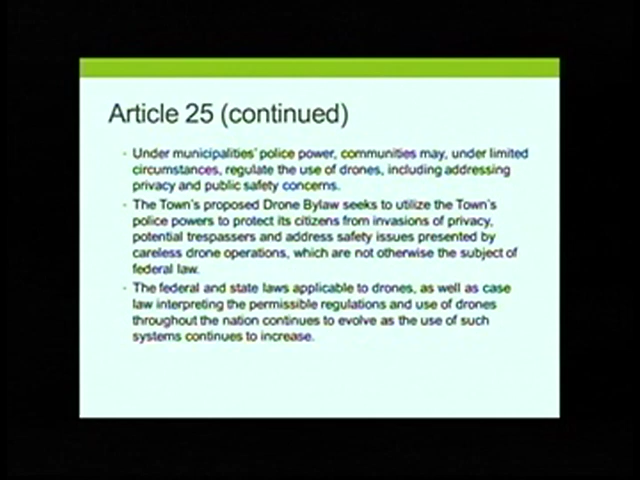 Article 25 (continued)
• Under municipalities' police power, communities may, under limited
circumstances, regulate the use of drones, including addressing
privacy and public safety concerns.
• The Town's proposed Drone Bylaw seeks to utilize the Town's
police powers to protect its citizens from invasions of privacy,
potential trespassers and address safety issues presented by
careless drone operations, which are not otherwise the subject of
federal law.
• The federal and state laws applicable to drones, as well as case
law interpreting the permissible regulations and use of drones
throughout the nation continues to evolve as the use of such
systems continues to increase.